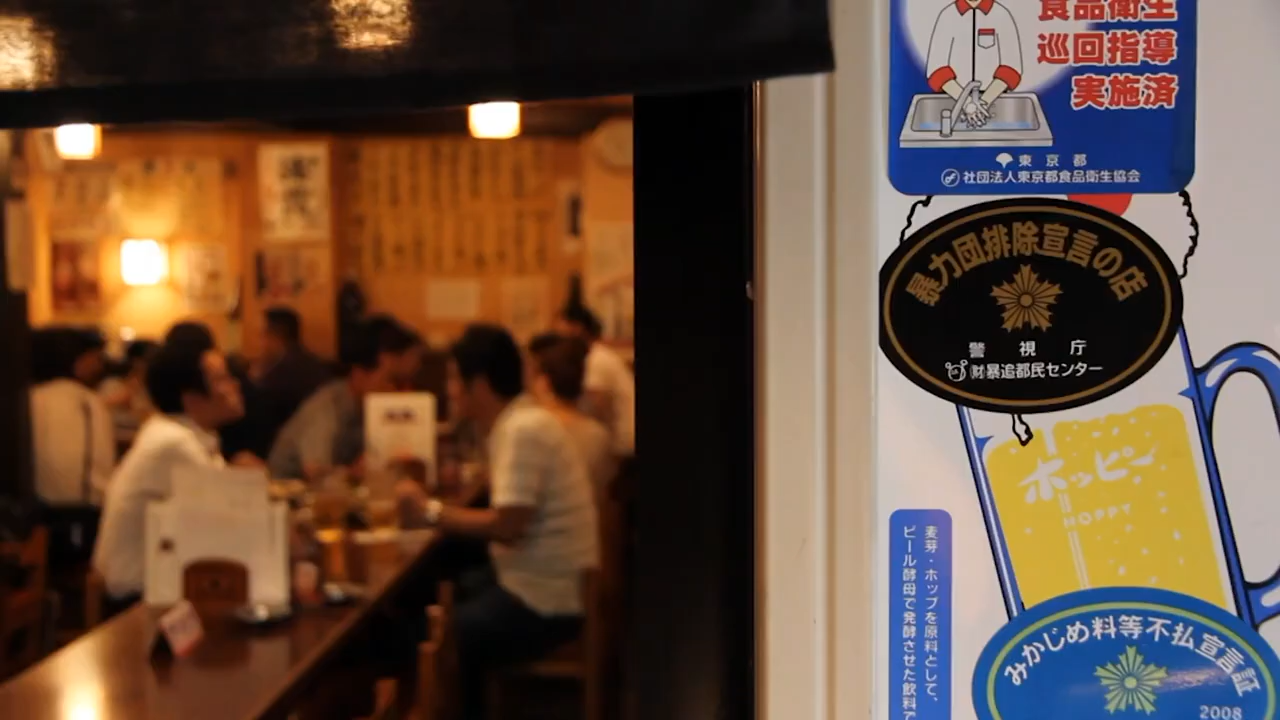 食品衛生
巡回指導
実施済
東京都
社団法人東京都食品衛生協会
暴力団排除宣言の店
警視庁
(財)暴追都民センター
ホッピー
HOPPY
麦芽・ホップを原料として、
ビール酵母で発酵させた飲料で
みかじめ料等不払宣言証
2008